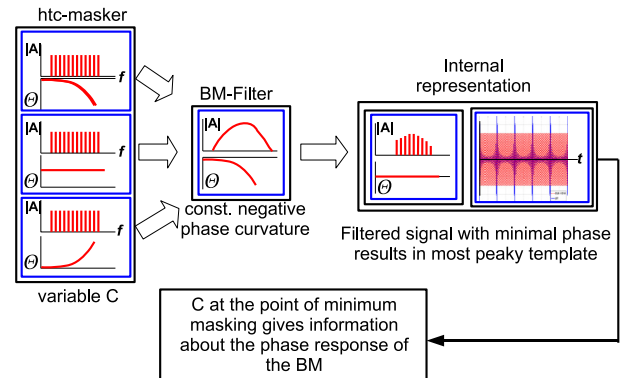 htc-masker
|A|
f
Θ
|A|
f
Θ
|A|
f
Θ
variable C
BM-Filter
|A|
Θ
const. negative
phase curvature
Internal
representation
|A|
Θ
t
Filtered signal with minimal phase
results in most peaky template
C at the point of minimum
masking gives information
about the phase response of
the BM